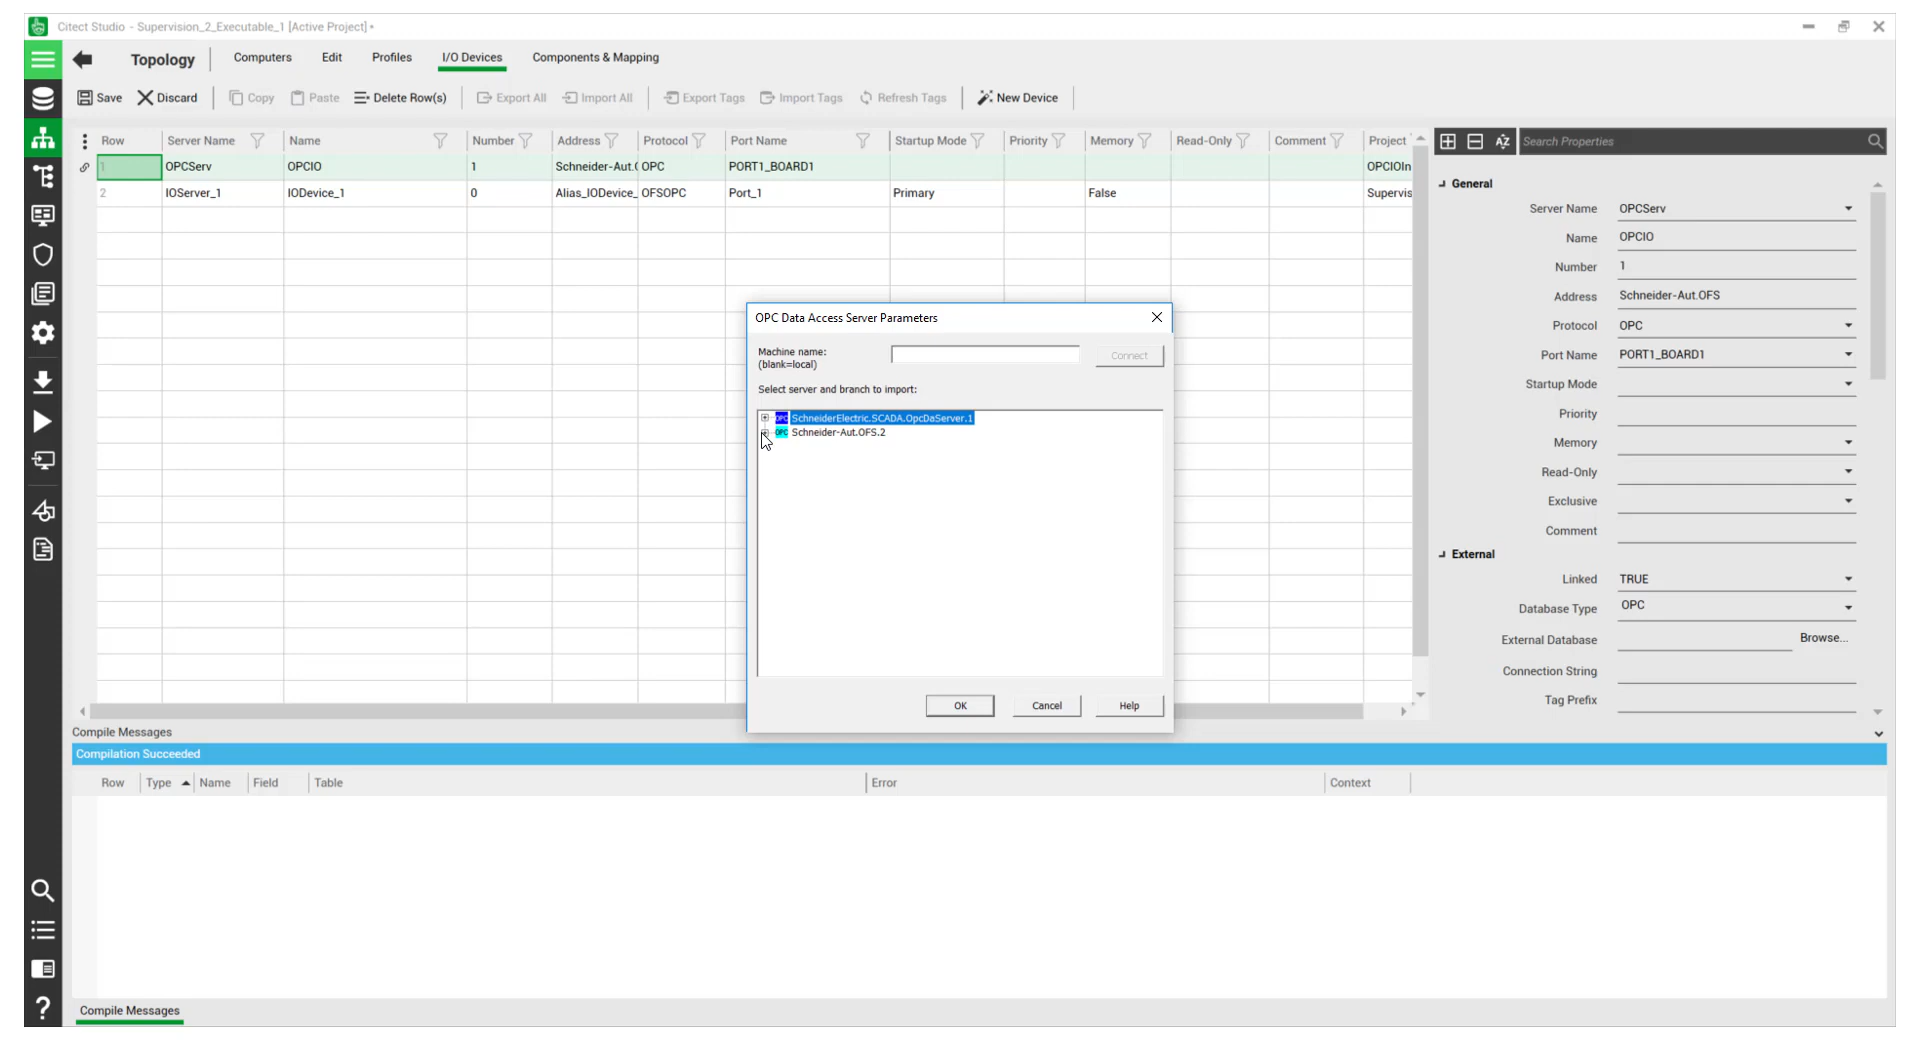 Citect Studio - Supervision_2_Executable_1 [Active Project] •
Topology
Computers
Edit
Profiles
I/O Devices
Components & Mapping
Save
Discard
Copy
Paste
Delete Row(s)
Export All
Import All
Export Tags
Import Tags
Refresh Tags
New Device
Row Server Name Name Number Address Protocol Port Name Startup Mode Priority Memory Read-Only Comment Project
1 OPCServ OPCIO 1 Schneider-Aut.( OPC PORT1_BOARD1 OPCIOIn
2 IOServer_1 IODevice_1 0 Alias_IODevice_ OFSOPC Port_1 Primary False Supervis
Search Properties
General
Server Name OPCServ
Name OPCIO
Number 1
Address Schneider-Aut.OFS
Protocol OPC
Port Name PORT1_BOARD1
Startup Mode
Priority
Memory
Read-Only
Exclusive
Comment
External
Linked TRUE
Database Type OPC
External Database Browse...
Connection String
Tag Prefix
OPC Data Access Server Parameters
Machine name:
(blank=local)
Connect
Select server and branch to import:
OPC SchneiderElectric.SCADA.OpcDaServer.1
OPC Schneider-Aut.OFS.2
OK
Cancel
Help
Compile Messages
Compilation Succeeded
Row Type Name Field Table Error Context
Compile Messages